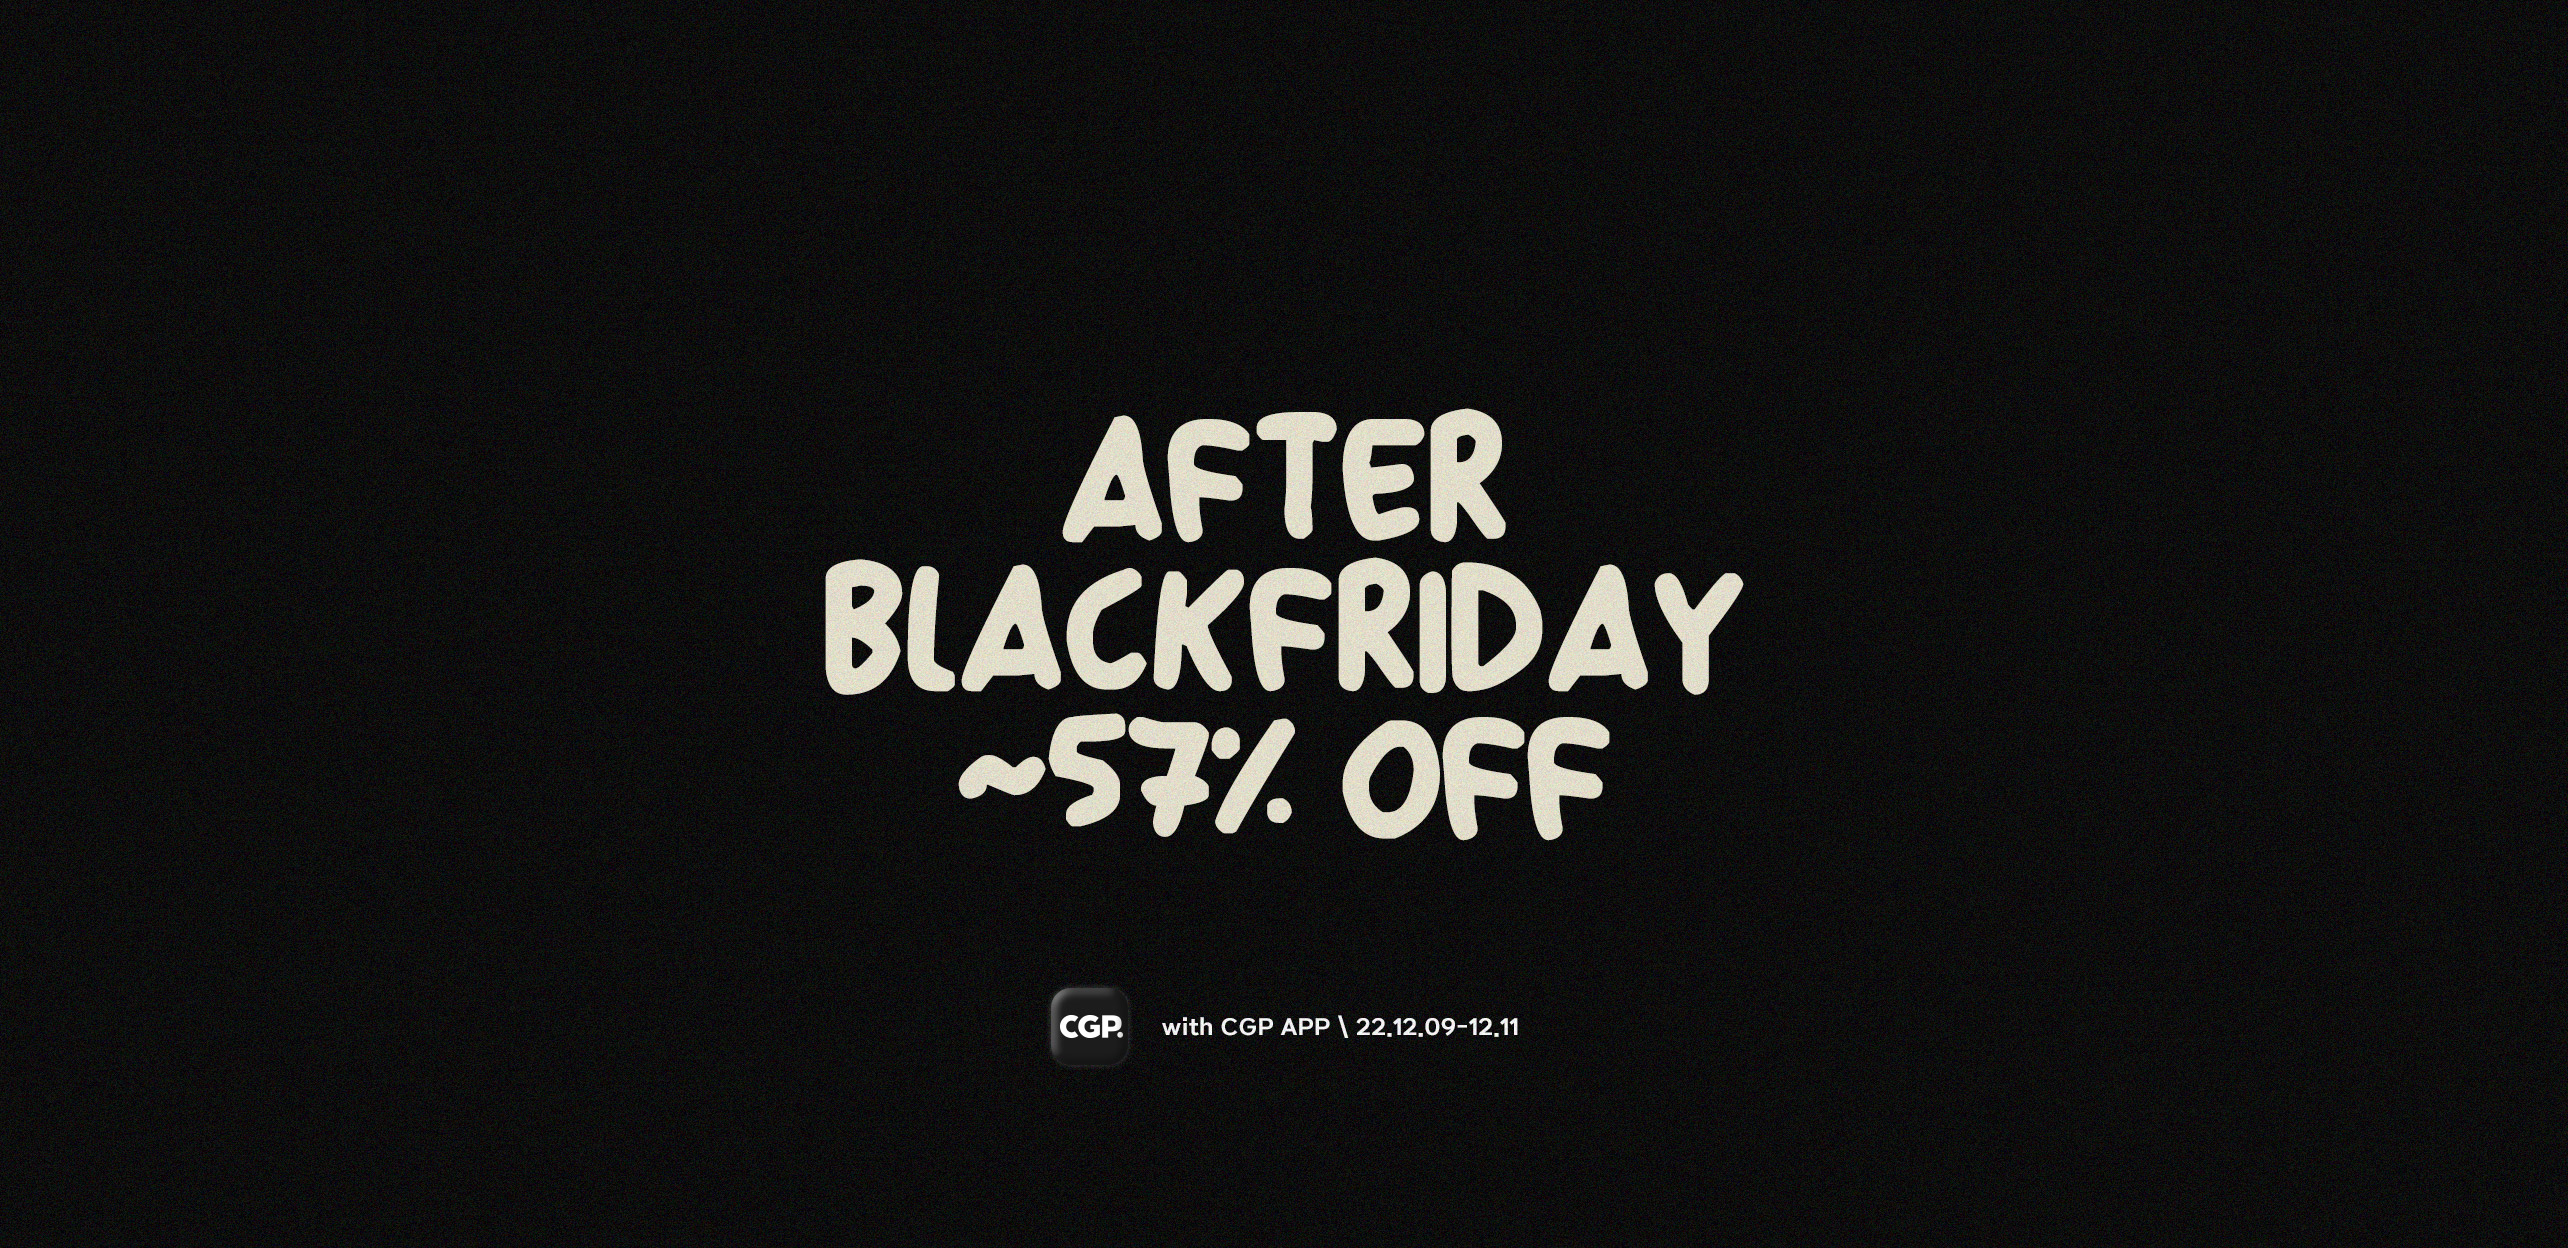 AFTER
BLACKFRIDAY
~57% OFF
CGP.
with CGP APP \ 22.12.09-12.11